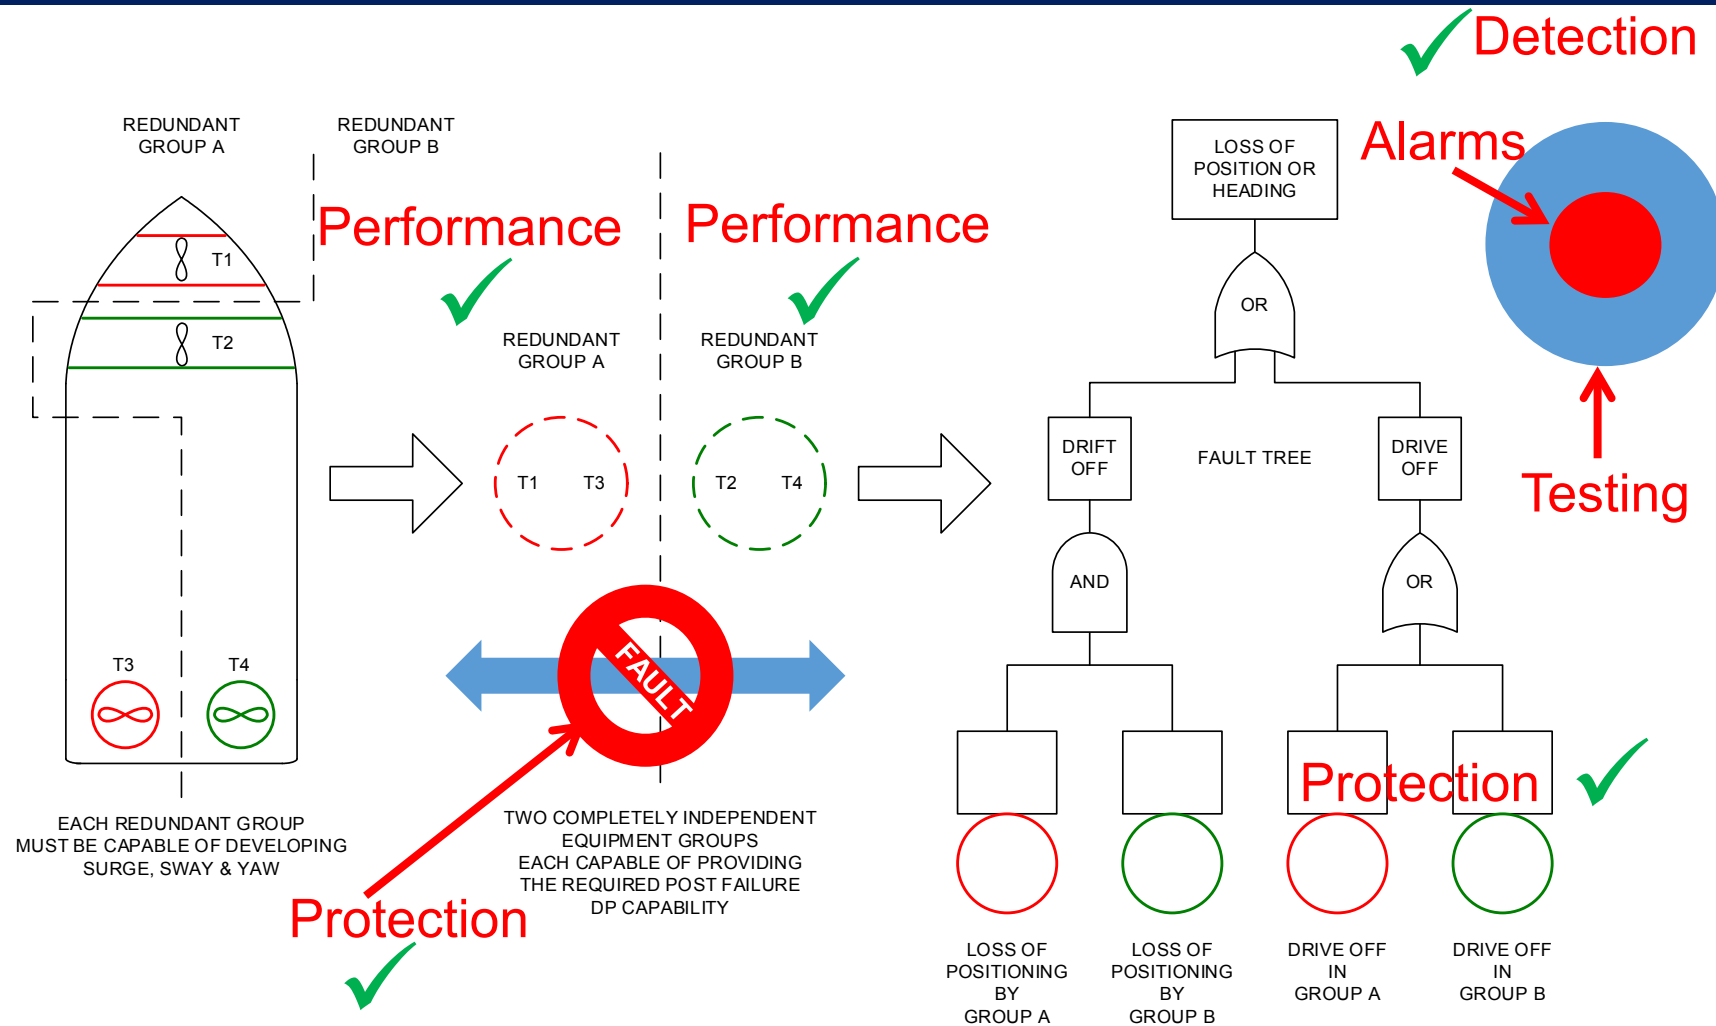 Detection
REDUNDANT
GROUP A
REDUNDANT
GROUP B
Performance
Performance
Alarms
LOSS OF
POSITION OR
HEADING
T1
T2
OR
REDUNDANT
GROUP A
REDUNDANT
GROUP B
T1
T3
T2
T4
DRIFT
OFF
FAULT TREE
DRIVE
OFF
Testing
AND
OR
T3
T4
FAULT
Protection
EACH REDUNDANT GROUP
MUST BE CAPABLE OF DEVELOPING
SURGE, SWAY & YAW
TWO COMPLETELY INDEPENDENT
EQUIPMENT GROUPS
EACH CAPABLE OF PROVIDING
THE REQUIRED POST FAILURE
DP CAPABILITY
Protection
LOSS OF
POSITIONING
BY
GROUP A
LOSS OF
POSITIONING
BY
GROUP B
DRIVE OFF
IN
GROUP A
DRIVE OFF
IN
GROUP B